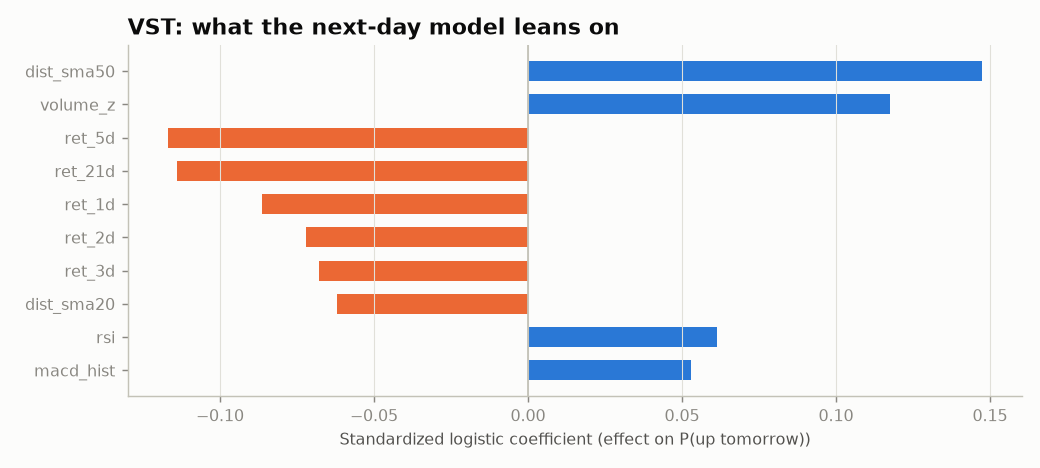 VST: what the next-day model leans on
dist_sma50
volume_z
ret_5d
ret_21d
ret_1d
ret_2d
ret_3d
dist_sma20
rsi
macd_hist
−0.10 −0.05 0.00 0.05 0.10 0.15
Standardized logistic coefficient (effect on P(up tomorrow))